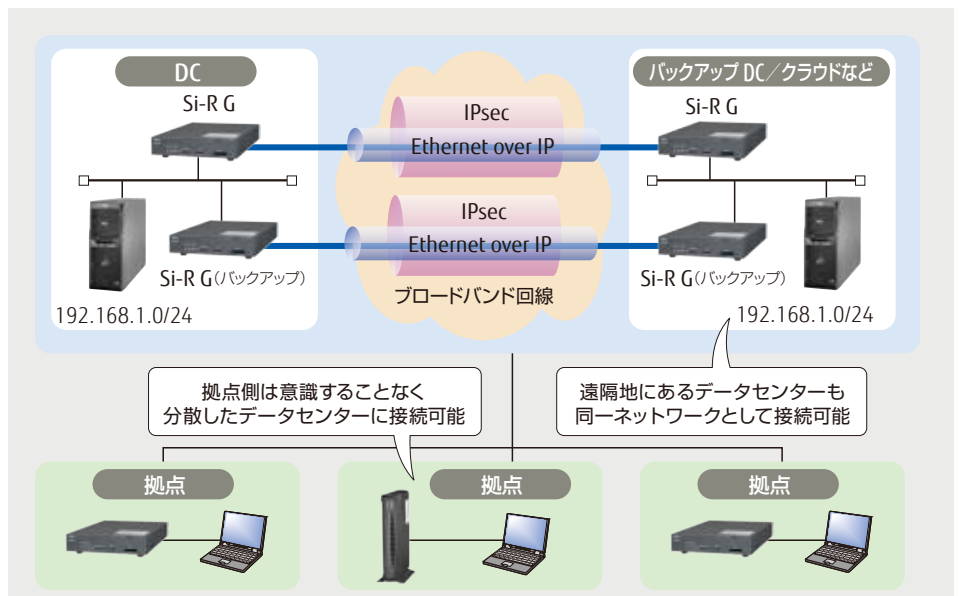 DC
バックアップ DC／クラウドなど
Si-R G
IPsec
Si-R G
Ethernet over IP
IPsec
Ethernet over IP
Si-R G（バックアップ）
Si-R G（バックアップ）
ブロードバンド回線
192.168.1.0/24
192.168.1.0/24
拠点側は意識することなく
分散したデータセンターに接続可能
遠隔地にあるデータセンターも
同一ネットワークとして接続可能
拠点
拠点
拠点